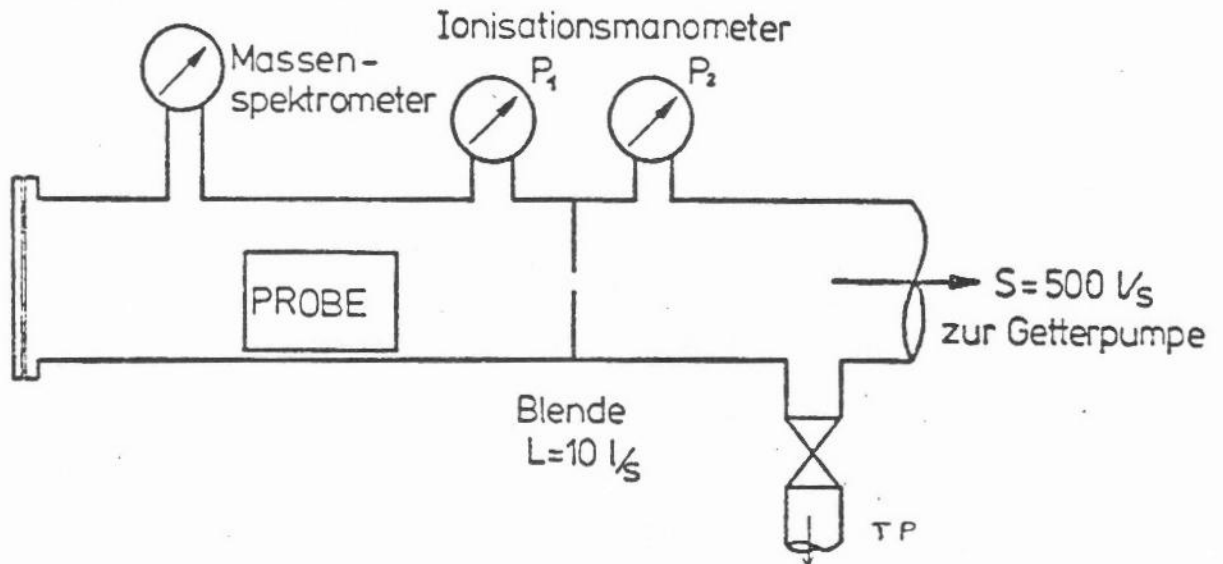 Ionisationsmanometer
Massen-
spektrometer
P₁
P₂
PROBE
S = 500 l/s
zur Getterpumpe
Blende
L=10 l/s
TP